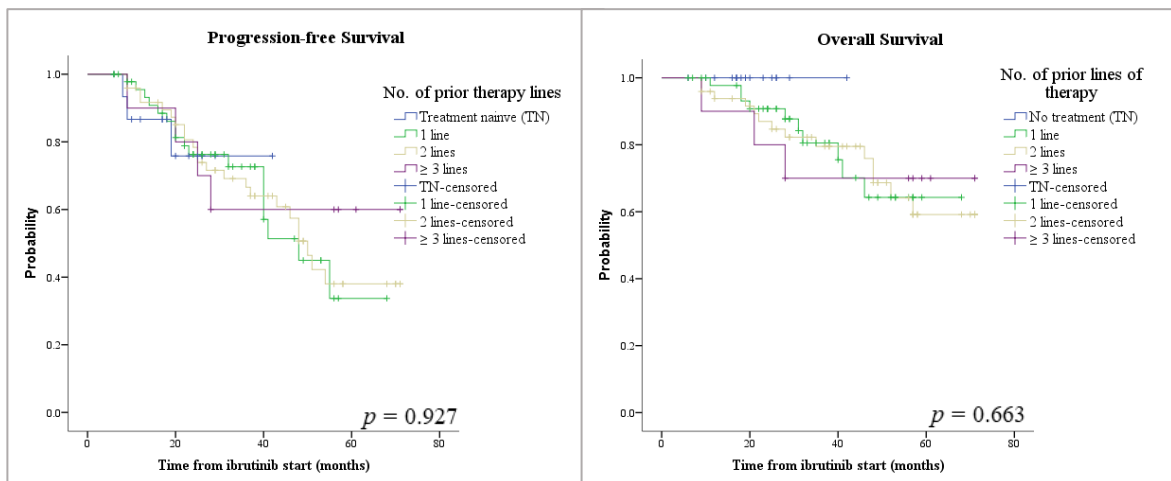 Progression-free Survival
No. of prior therapy lines
Treatment nainve (TN)
1 line
2 lines
≥ 3 lines
TN-censored
1 line-censored
2 lines-censored
≥ 3 lines-censored
Probability
1.0
0.8
0.6
0.4
0.2
0.0
p = 0.927
0 20 40 60 80
Time from ibrutinib start (months)
Overall Survival
No. of prior lines of
therapy
No treatment (TN)
1 line
2 lines
≥ 3 lines
TN-censored
1 line-censored
2 lines-censored
≥ 3 lines-censored
Probability
1.0
0.8
0.6
0.4
0.2
0.0
p = 0.663
0 20 40 60 80
Time from ibrutinib start (months)